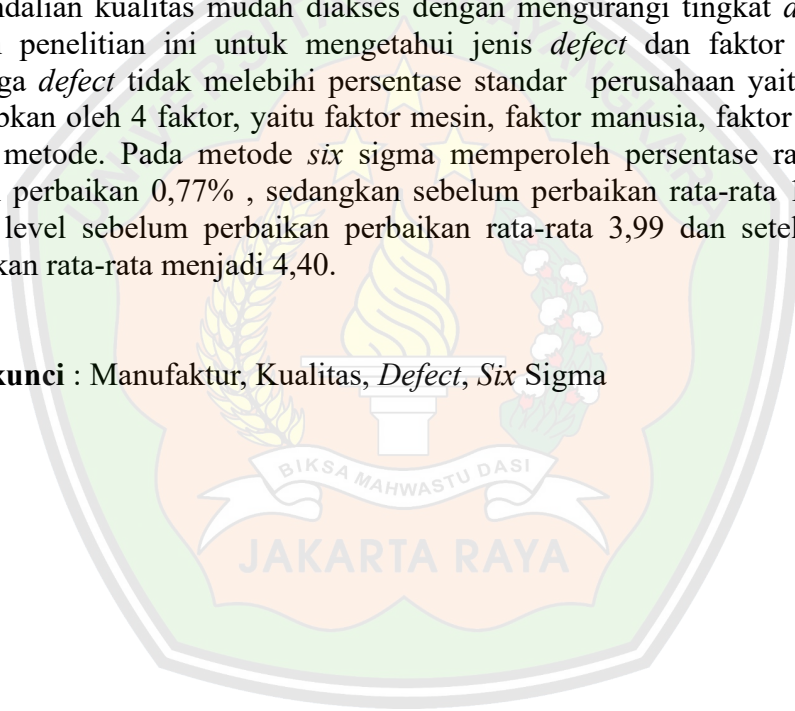 ndalian kualitas mudah diakses dengan mengurangi tingkat
penelitian ini untuk mengetahui jenis defect dan faktor
ga defect tidak melebihi persentase standar perusahaan yait
bkan oleh 4 faktor, yaitu faktor mesin, faktor manusia, faktor
metode. Pada metode six sigma memperoleh persentase ra
perbaikan 0,77% , sedangkan sebelum perbaikan rata-rata
level sebelum perbaikan perbaikan rata-rata 3,99 dan setel
kan rata-rata menjadi 4,40.
kunci : Manufaktur, Kualitas, Defect, Six Sigma
BIKSA MAHWASTU DASI
JAKARTA RAYA